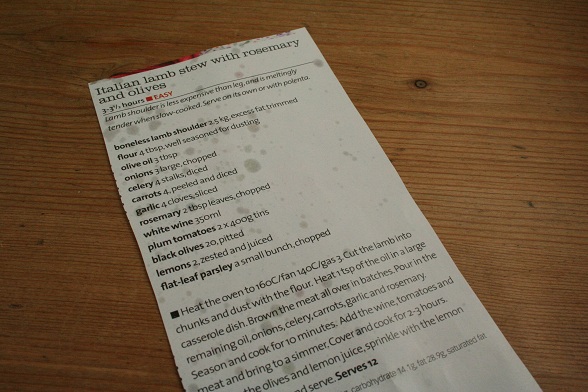 Italian lamb stew with rosemary
and olives
3-3½ hours ■ EASY
Lamb shoulder is less expensive than leg, and is meltingly
tender when slow-cooked. Serve on its own or with polenta.
boneless lamb shoulder 2.5 kg, excess fat trimmed
flour 4 tbsp, well seasoned for dusting
olive oil 3 tbsp
onions 3 large, chopped
celery 4 stalks, diced
carrots 4, peeled and diced
garlic 4 cloves, sliced
rosemary 2 tbsp leaves, chopped
white wine 350ml
plum tomatoes 2 x 400g tins
black olives 20, pitted
lemons 2, zested and juiced
flat-leaf parsley a small bunch, chopped
■ Heat the oven to 160C/fan 140C/gas 3. Cut the lamb into
chunks and dust with the flour. Heat 1 tsp of the oil in a large
casserole dish. Brown the meat all over in batches. Pour in the
remaining oil, onions, celery, carrots, garlic and rosemary.
Season and cook for 10 minutes. Add the wine, tomatoes and
meat and bring to a simmer. Cover and cook for 2-3 hours.
the olives and lemon juice, sprinkle with the lemon
and serve. Serves 12
carbohydrate 14.1g, fat 28.9g, saturated fat